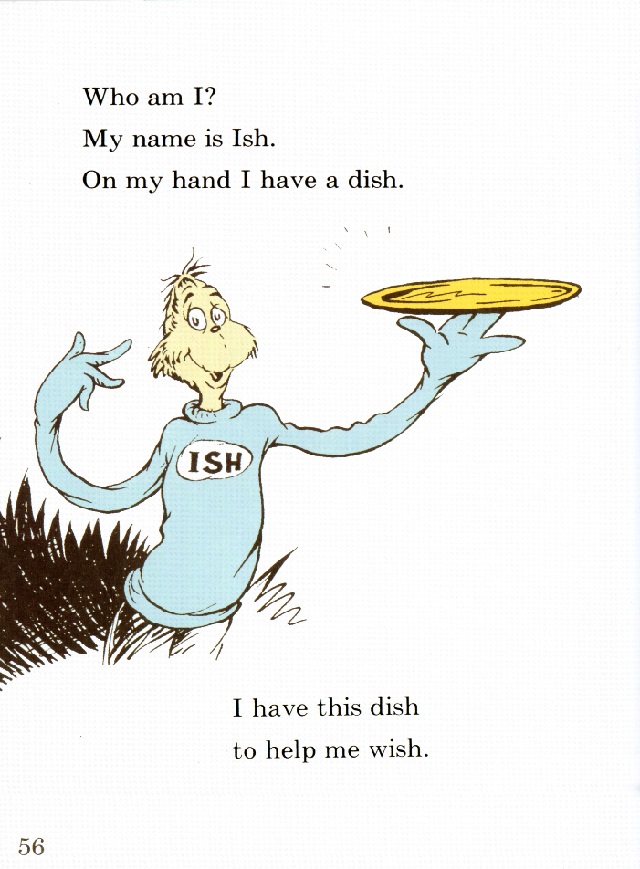 Who am I?
My name is Ish.
On my hand I have a dish.
ISH
I have this dish
to help me wish.
56